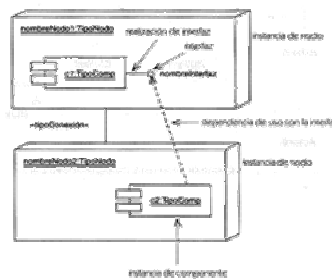 nombreNodo1:TipoNodo
realización de interfaz
interfaz
instancia de nodo
c1:TipoComp
nombreInterfaz
«tipoConexión»
dependencia de uso con la interfa
nombreNodo2:TipoNodo
instancia de nodo
c2:TipoComp
instancia de componente